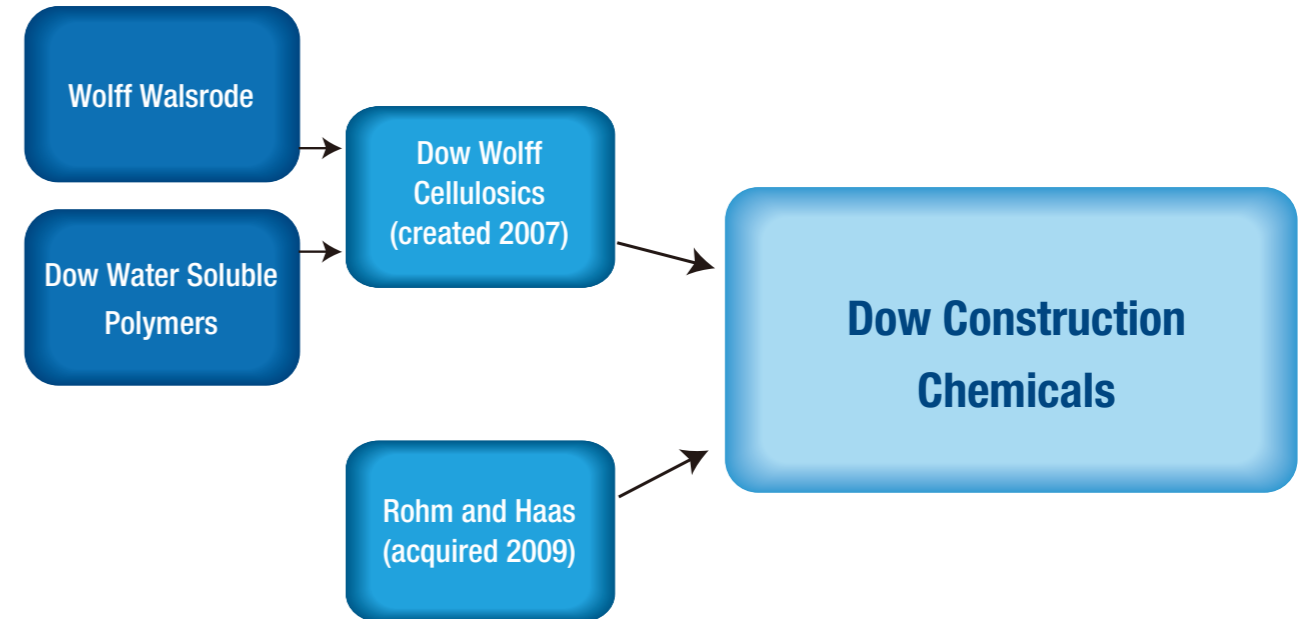 Wolff Walsrode
Dow Water Soluble
Polymers
Dow Wolff
Cellulosics
(created 2007)
Rohm and Haas
(acquired 2009)
Dow Construction
Chemicals